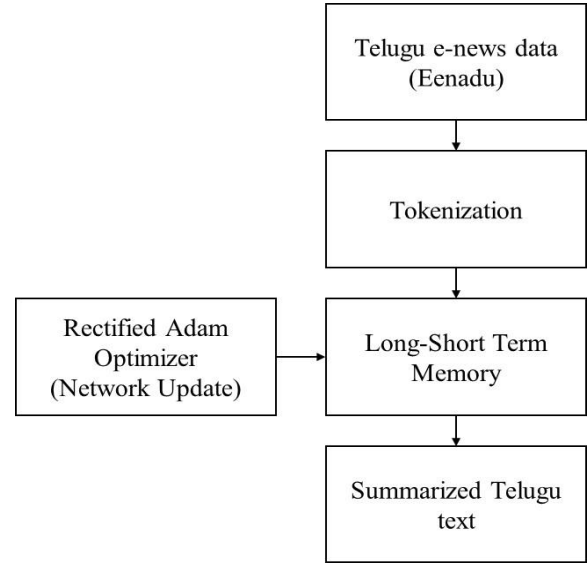 Telugu e-news data
(Eenadu)
Tokenization
Rectified Adam
Optimizer
(Network Update)
Long-Short Term
Memory
Summarized Telugu
text